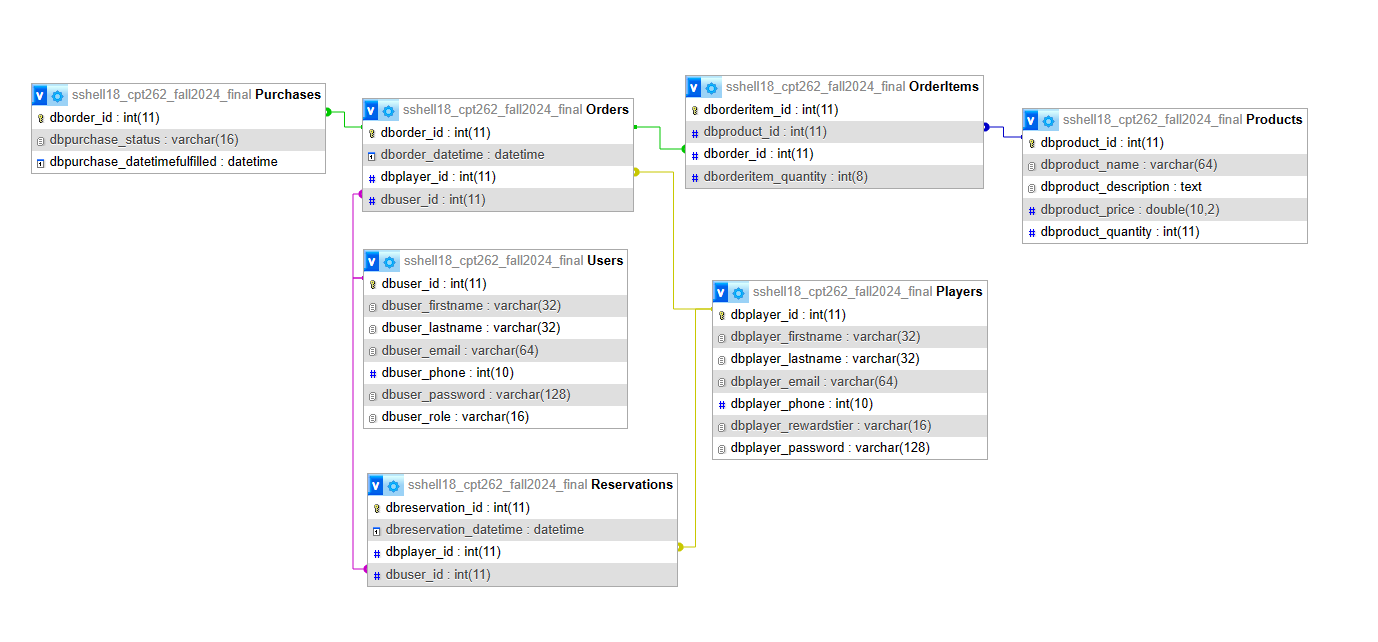 sshell18_cpt262_fall2024_final Purchases
dborder_id : int(11)
dbpurchase_status : varchar(16)
dbpurchase_datetimefulfilled : datetime
sshell18_cpt262_fall2024_final Orders
dborder_id : int(11)
dborder_datetime : datetime
dbplayer_id : int(11)
dbuser_id : int(11)
sshell18_cpt262_fall2024_final OrderItems
dborderitem_id : int(11)
dbproduct_id : int(11)
dborder_id : int(11)
dborderitem_quantity : int(8)
sshell18_cpt262_fall2024_final Products
dbproduct_id : int(11)
dbproduct_name : varchar(64)
dbproduct_description : text
dbproduct_price : double(10,2)
dbproduct_quantity : int(11)
sshell18_cpt262_fall2024_final Users
dbuser_id : int(11)
dbuser_firstname : varchar(32)
dbuser_lastname : varchar(32)
dbuser_email : varchar(64)
dbuser_phone : int(10)
dbuser_password : varchar(128)
dbuser_role : varchar(16)
sshell18_cpt262_fall2024_final Players
dbplayer_id : int(11)
dbplayer_firstname : varchar(32)
dbplayer_lastname : varchar(32)
dbplayer_email : varchar(64)
dbplayer_phone : int(10)
dbplayer_rewardstier : varchar(16)
dbplayer_password : varchar(128)
sshell18_cpt262_fall2024_final Reservations
dbreservation_id : int(11)
dbreservation_datetime : datetime
dbplayer_id : int(11)
dbuser_id : int(11)